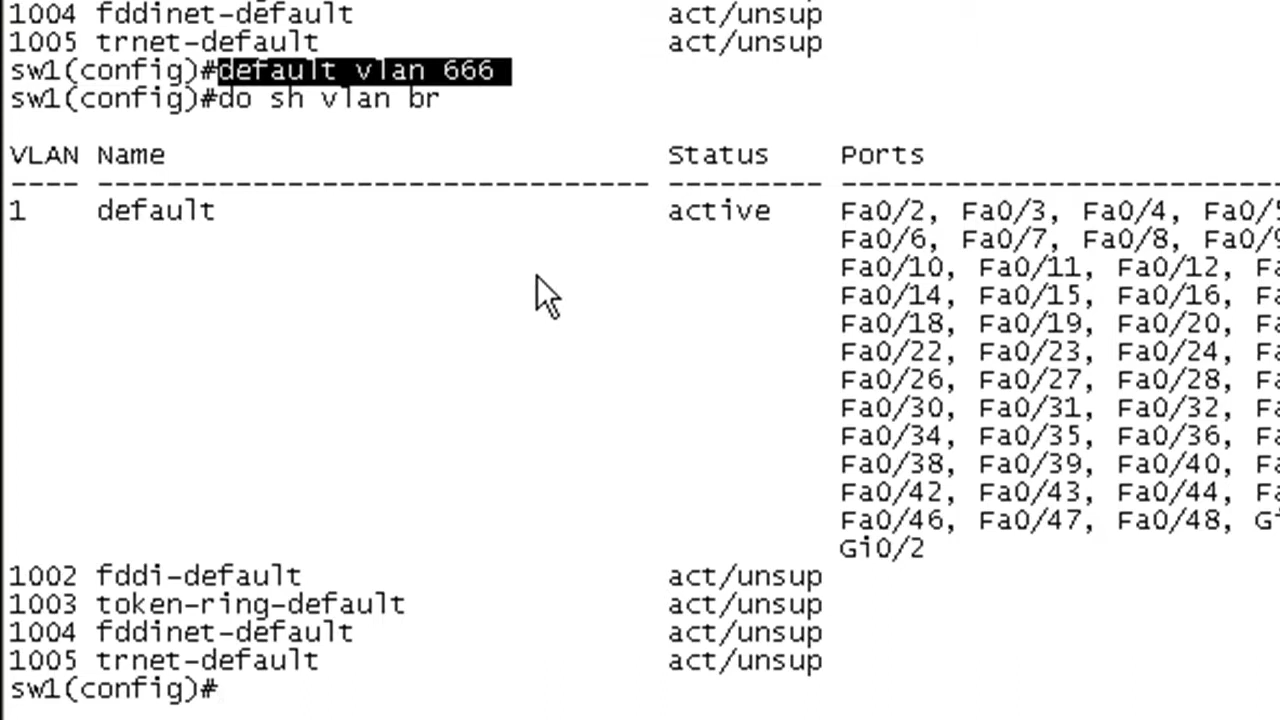 1004 fddinet-default act/unsup
1005 trnet-default act/unsup
sw1(config)#default vlan 666
sw1(config)#do sh vlan br
VLAN Name Status Ports
---- -------------------------------- --------- -------------------------------
1 default active Fa0/2, Fa0/3, Fa0/4,
Fa0/6, Fa0/7, Fa0/8,
Fa0/10, Fa0/11, Fa0/12,
Fa0/14, Fa0/15, Fa0/16,
Fa0/18, Fa0/19, Fa0/20,
Fa0/22, Fa0/23, Fa0/24,
Fa0/26, Fa0/27, Fa0/28,
Fa0/30, Fa0/31, Fa0/32,
Fa0/34, Fa0/35, Fa0/36,
Fa0/38, Fa0/39, Fa0/40,
Fa0/42, Fa0/43, Fa0/44,
Fa0/46, Fa0/47, Fa0/48,
Gi0/2
1002 fddi-default act/unsup
1003 token-ring-default act/unsup
1004 fddinet-default act/unsup
1005 trnet-default act/unsup
sw1(config)#